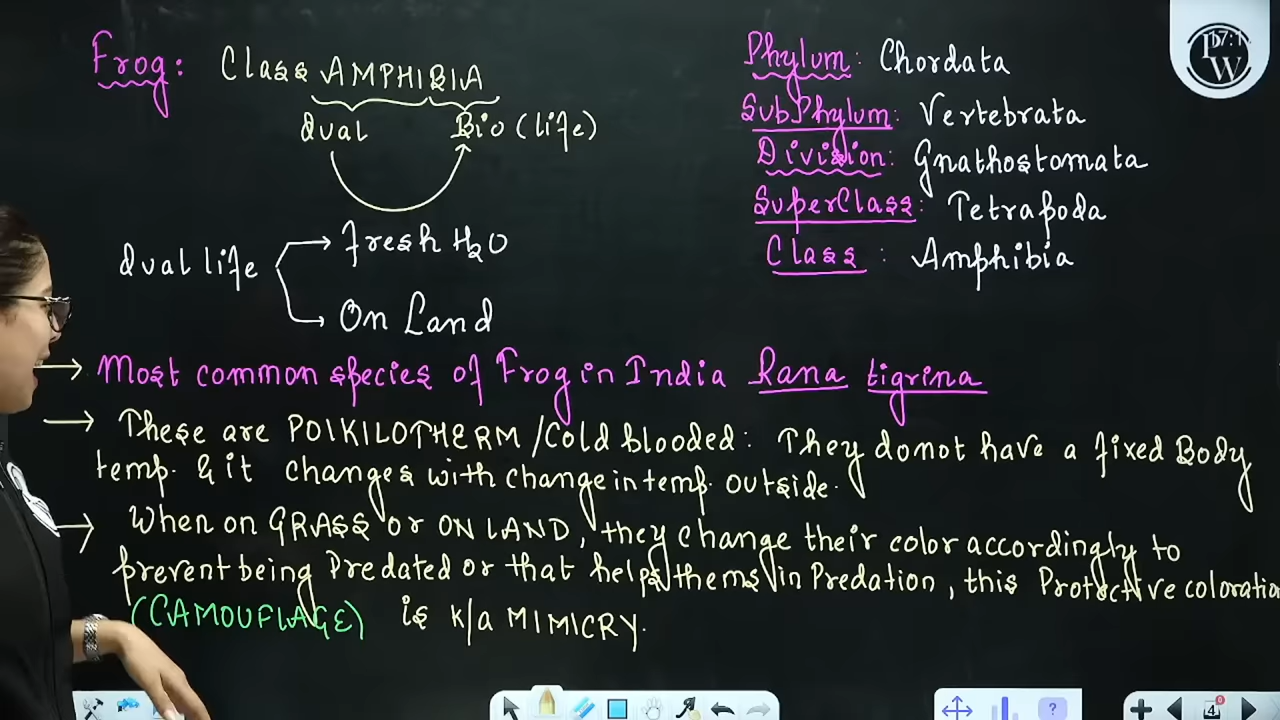 Frog: Class AMPHIBIA
dual Bio (life)
dual life
fresh H2O
On Land
Phylum: Chordata
SubPhylum: Vertebrata
Division: Gnathostomata
SuperClass: Tetrapoda
Class: Amphibia
→ Most common species of Frog in India Rana tigrina
→ These are POIKILOTHERM/Cold blooded: They donot have a fixed Body
temp. & it changes with change in temp. outside.
→ When on GRASS or ON LAND, they change their color accordingly to
prevent being Predated or that helps thems in Predation, this Protective coloratio
(CAMOUFLAGE) is k/a MIMICRY.
PW
4